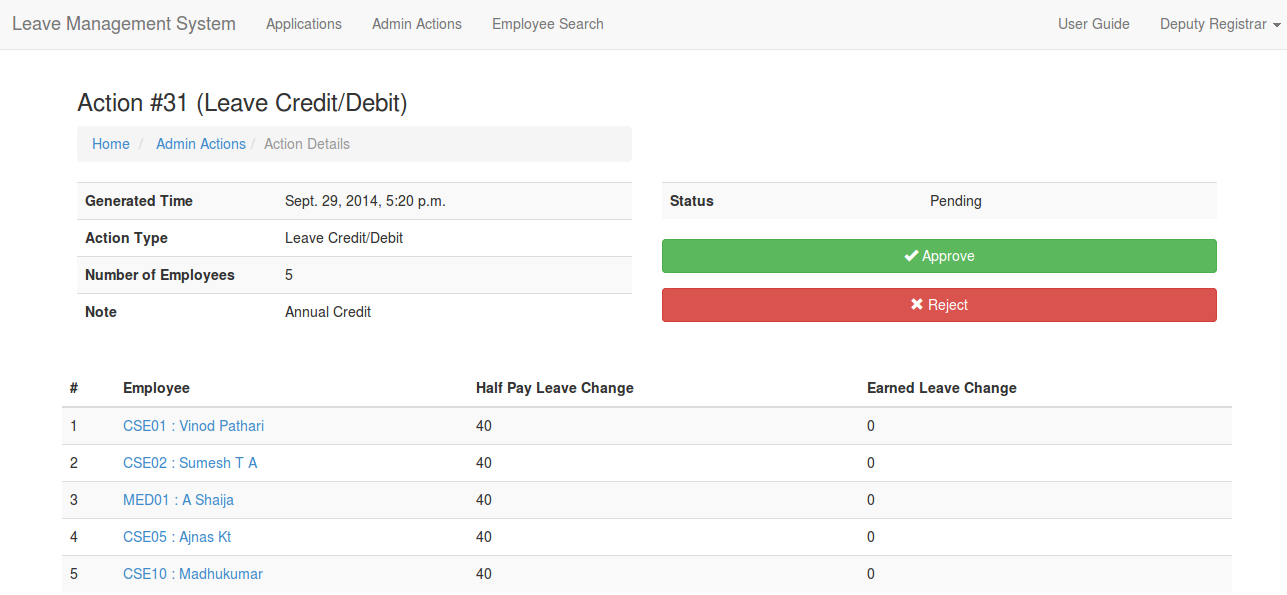 Leave Management System Applications Admin Actions Employee Search User Guide Deputy Registrar
Action #31 (Leave Credit/Debit)
Home / Admin Actions / Action Details
Generated Time Sept. 29, 2014, 5:20 p.m.
Action Type Leave Credit/Debit
Number of Employees 5
Note Annual Credit
Status Pending
Approve
Reject
# Employee Half Pay Leave Change Earned Leave Change
1 CSE01 : Vinod Pathari 40 0
2 CSE02 : Sumesh T A 40 0
3 MED01 : A Shaija 40 0
4 CSE05 : Ajnas Kt 40 0
5 CSE10 : Madhukumar 40 0